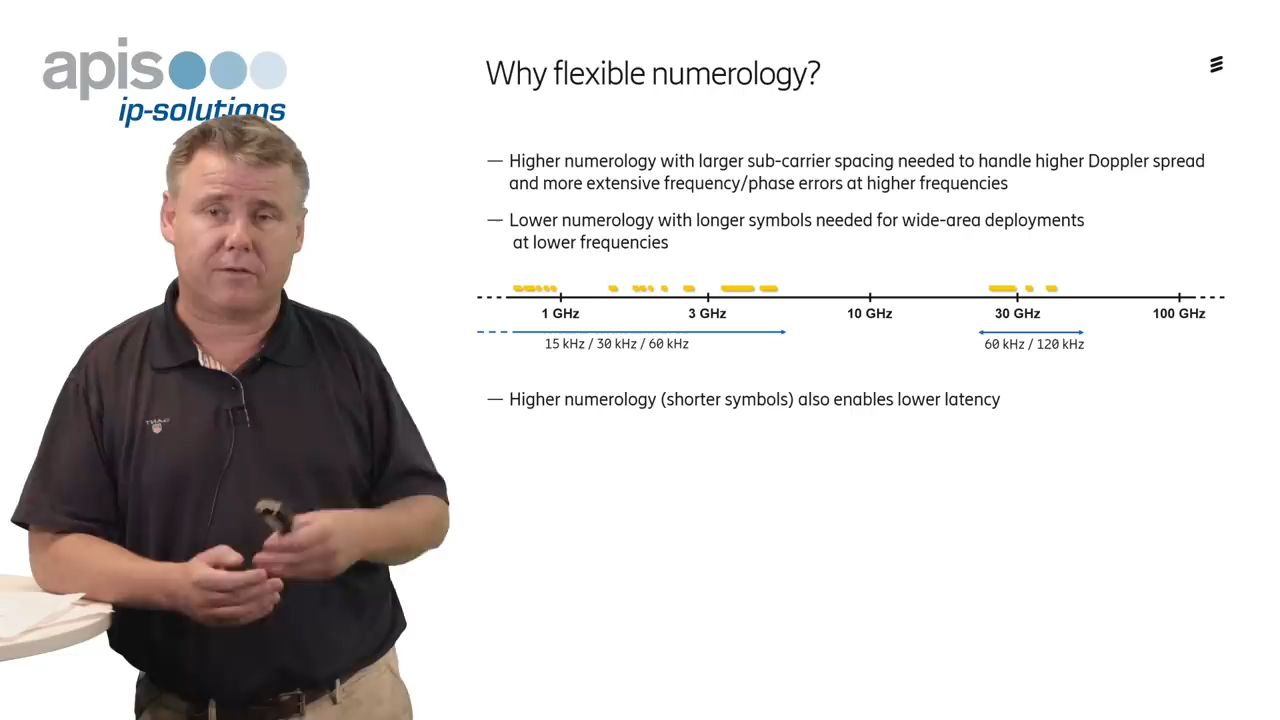 apis
ip-solutions
Why flexible numerology?
— Higher numerology with larger sub-carrier spacing needed to handle higher Doppler spread
and more extensive frequency/phase errors at higher frequencies
— Lower numerology with longer symbols needed for wide-area deployments
at lower frequencies
1 GHz 3 GHz 10 GHz 30 GHz 100 GHz
15 kHz / 30 kHz / 60 kHz 60 kHz / 120 kHz
— Higher numerology (shorter symbols) also enables lower latency